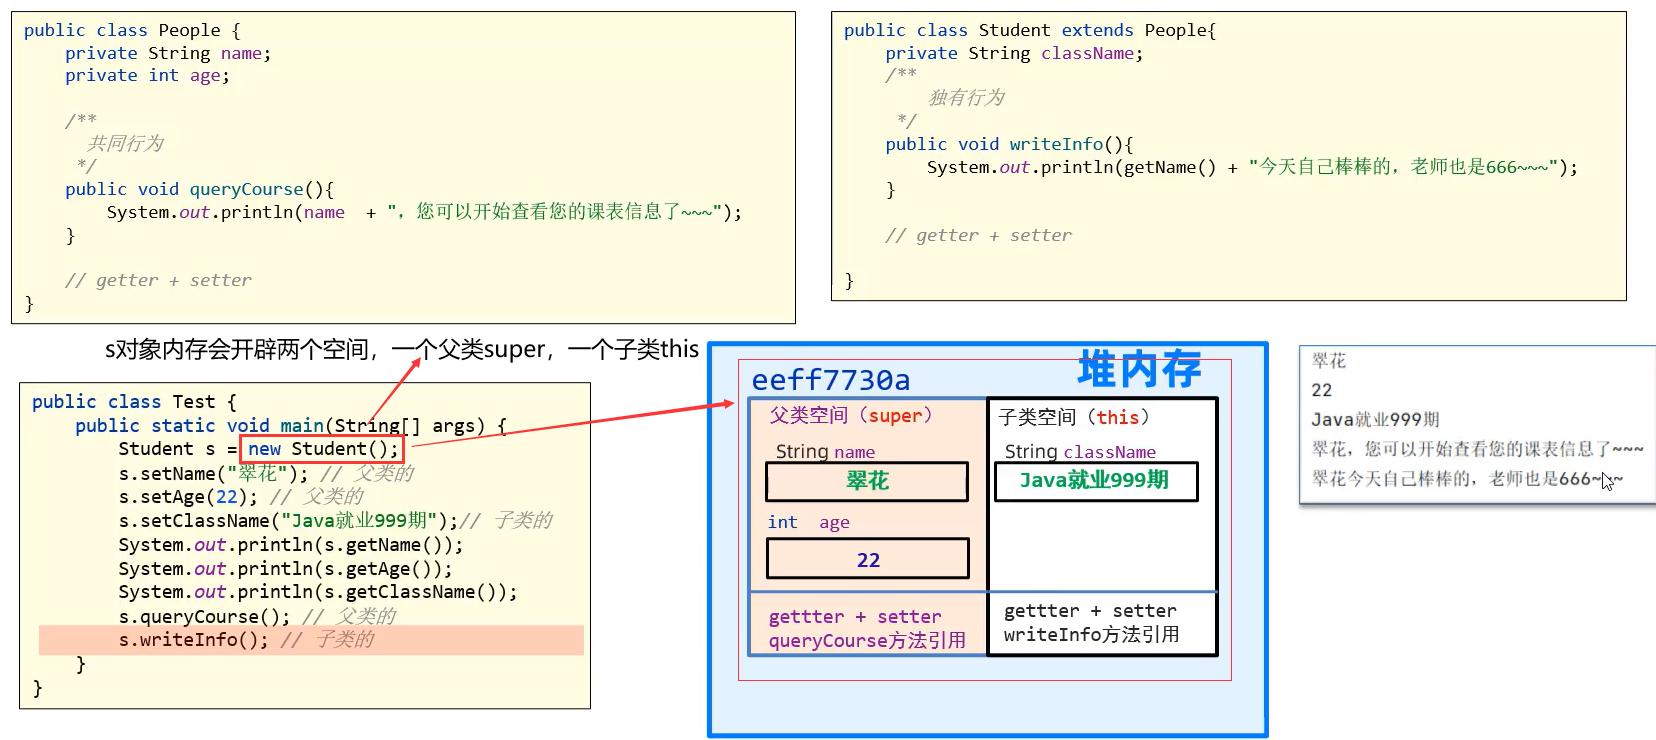 public class People {
private String name;
private int age;
/**
共同行为
*/
public void queryCourse(){
System.out.println(name  + "，您可以开始查看您的课表信息了~~~");
}
// getter + setter
}
public class Student extends People{
private String className;
/**
独有行为
*/
public void writeInfo(){
System.out.println(getName() + "今天自己棒棒的，老师也是666~~~");
}
// getter + setter
}
s对象内存会开辟两个空间，一个父类super，一个子类this
public class Test {
public static void main(String[] args) {
Student s = new Student();
s.setName("翠花"); // 父类的
s.setAge(22); // 父类的
s.setClassName("Java就业999期");// 子类的
System.out.println(s.getName());
System.out.println(s.getAge());
System.out.println(s.getClassName());
s.queryCourse(); // 父类的
s.writeInfo(); // 子类的
}
}
堆内存
eeff7730a
父类空间（super）
String name
翠花
int  age
22
gettter + setter
queryCourse方法引用
子类空间（this）
String className
Java就业999期
gettter + setter
writeInfo方法引用
翠花
22
Java就业999期
翠花，您可以开始查看您的课表信息了~~~
翠花今天自己棒棒的，老师也是666~~~